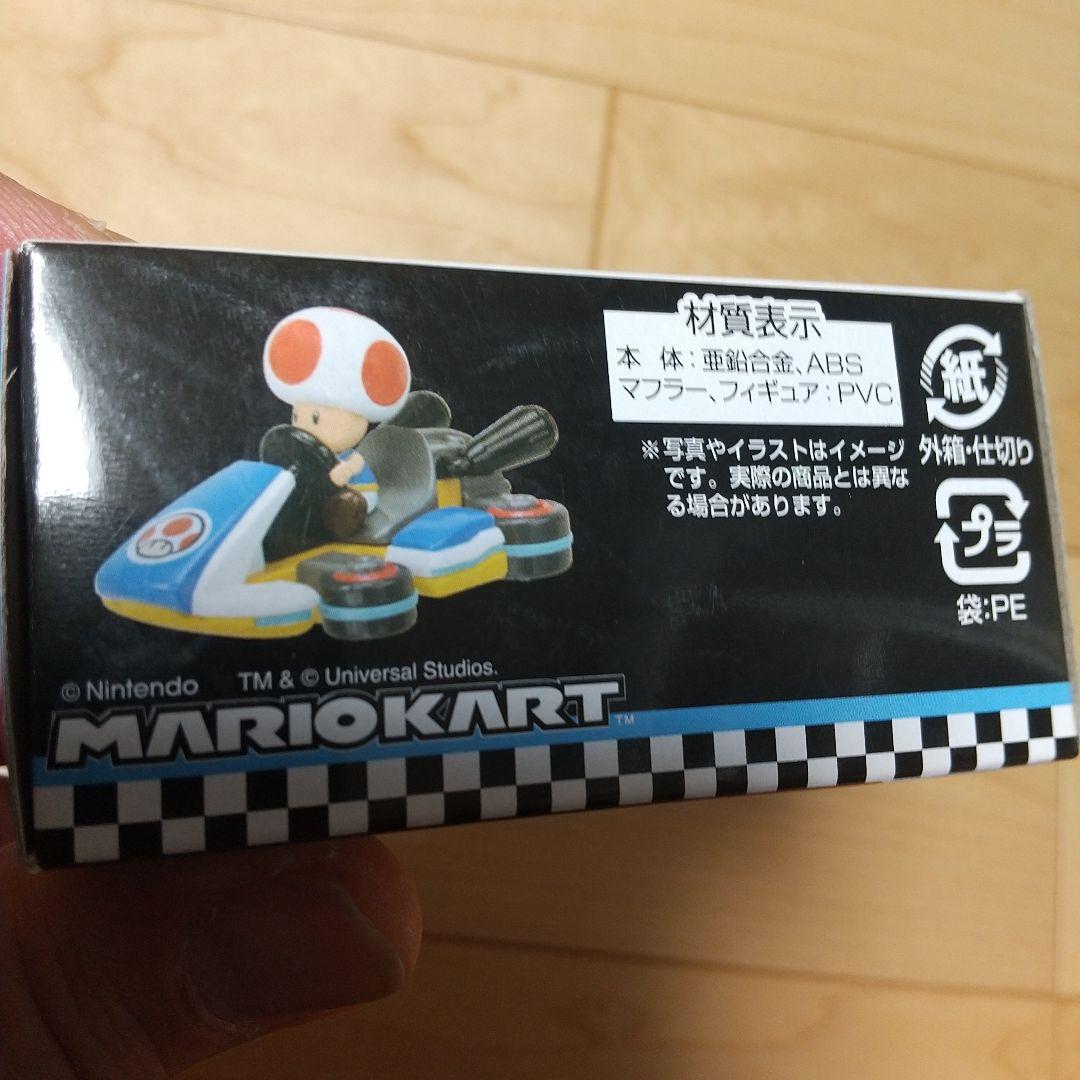 材質表示
本 体：亜鉛合金、ABS
マフラー、フィギュア：PVC
※写真やイラストはイメージ
です。実際の商品とは異な
る場合があります。
紙
外箱・仕切り
プラ
袋：PE
©Nintendo TM & © Universal Studios.
MARIOKART™